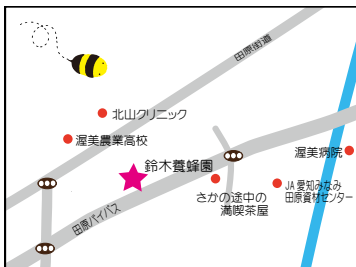 田原街道
北山クリニック
渥美農業高校
鈴木養蜂園
渥美病院
さかの途中の
満喫茶屋
JA愛知みなみ
田原資材センター
田原バイパス